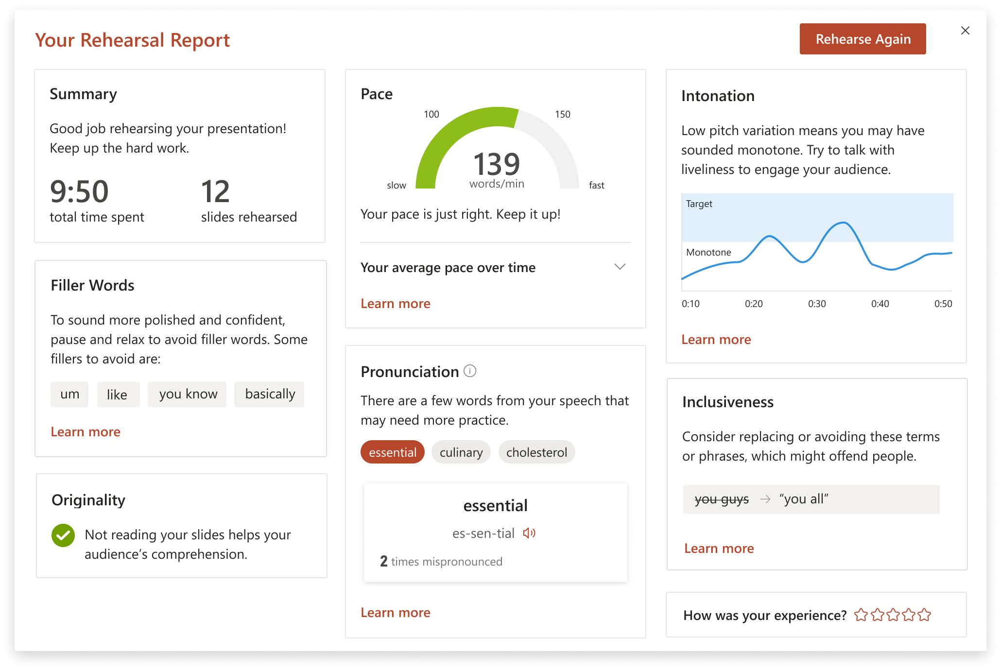 Your Rehearsal Report
Rehearse Again
Summary
Good job rehearsing your presentation!
Keep up the hard work.
9:50
total time spent
12
slides rehearsed
Filler Words
To sound more polished and confident,
pause and relax to avoid filler words. Some
fillers to avoid are:
um
like
you know
basically
Learn more
Originality
Not reading your slides helps your
audience’s comprehension.
Pace
100
150
139
words/min
slow
fast
Your pace is just right. Keep it up!
Your average pace over time
Learn more
Pronunciation
There are a few words from your speech that
may need more practice.
essential
culinary
cholesterol
essential
es-sen-tial
2 times mispronounced
Learn more
Intonation
Low pitch variation means you may have
sounded monotone. Try to talk with
liveliness to engage your audience.
Target
Monotone
0:10 0:20 0:30 0:40 0:50
Learn more
Inclusiveness
Consider replacing or avoiding these terms
or phrases, which might offend people.
you guys → “you all”
Learn more
How was your experience?